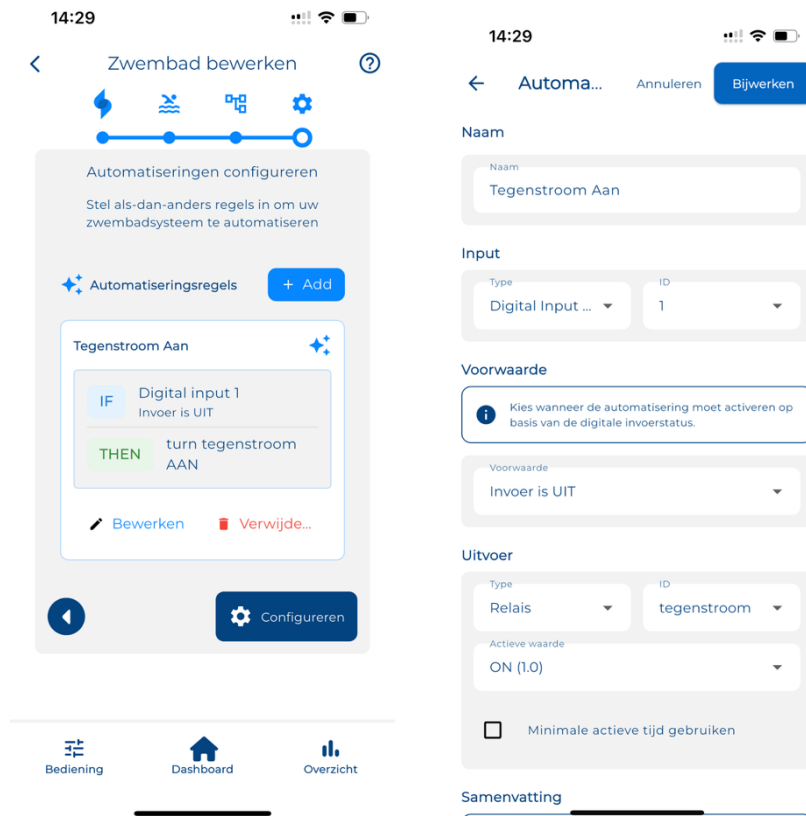 14:29
Zwembad bewerken
Automatiseringen configureren
Stel als-dan-anders regels in om uw
zwembadsysteem te automatiseren
Automatiseringsregels
+ Add
Tegenstroom Aan
IF
Digital input 1
Invoer is UIT
THEN
turn tegenstroom
AAN
Bewerken
Verwijde...
Configureren
Bediening
Dashboard
Overzicht
14:29
Automa...
Annuleren
Bijwerken
Naam
Naam
Tegenstroom Aan
Input
Type
Digital Input ...
ID
1
Voorwaarde
Kies wanneer de automatisering moet activeren op
basis van de digitale invoerstatus.
Voorwaarde
Invoer is UIT
Uitvoer
Type
Relais
ID
tegenstroom
Actieve waarde
ON (1.0)
Minimale actieve tijd gebruiken
Samenvatting